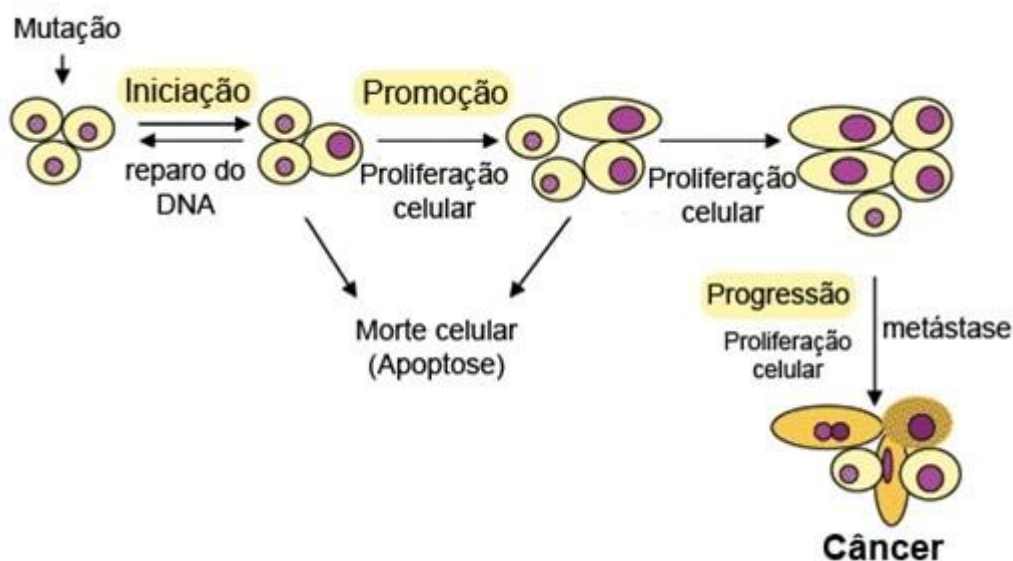 Mutação
Iniciação
reparo do
DNA
Promoção
Proliferação
celular
Proliferação
celular
Morte celular
(Apoptose)
Progressão
Proliferação
celular
metástase
Câncer